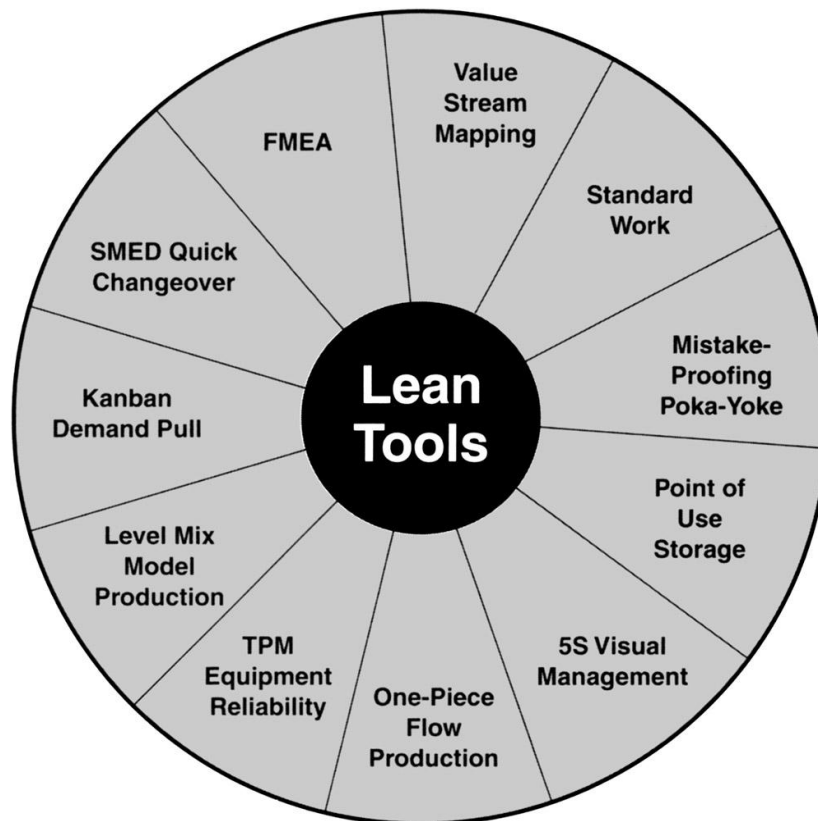 Value
Stream
Mapping
Standard
Work
Mistake-
Proofing
Poka-Yoke
Point of
Use
Storage
5S Visual
Management
One-Piece
Flow
Production
TPM
Equipment
Reliability
Level Mix
Model
Production
Kanban
Demand Pull
SMED Quick
Changeover
FMEA
Lean
Tools